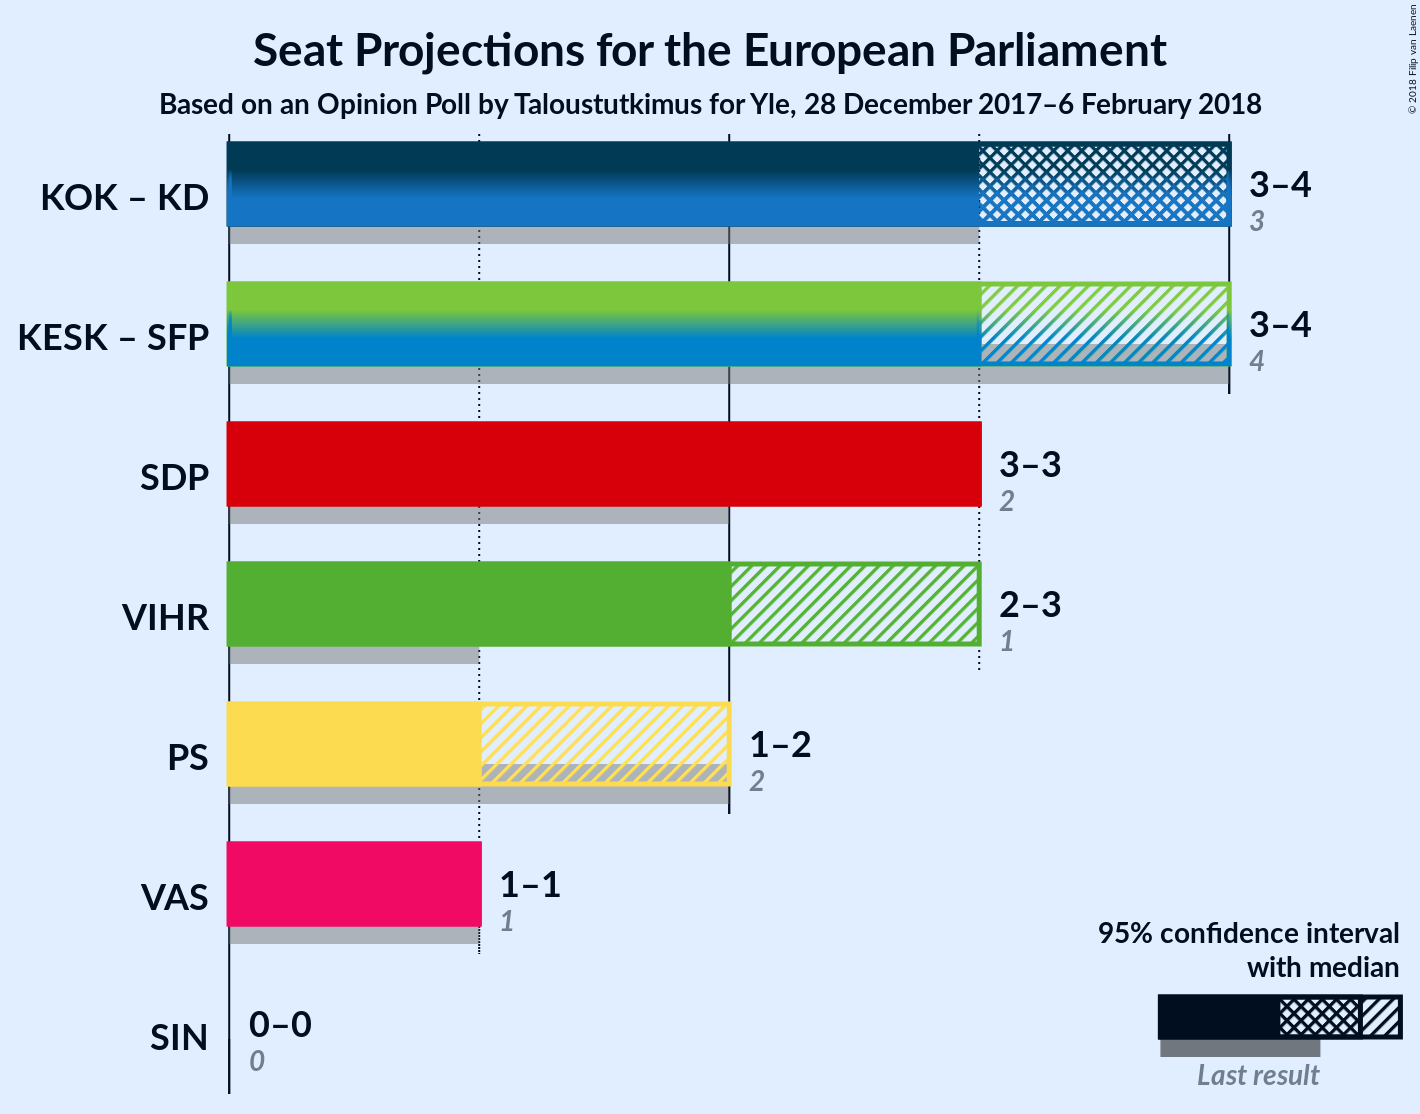 Seat Projections for the European Parliament
Based on an Opinion Poll by Taloustutkimus for Yle, 28 December 2017–6 February 2018
© 2018 Filip van Laenen
KOK – KD
3–4
3
KESK – SFP
3–4
4
SDP
3–3
2
VIHR
2–3
1
PS
1–2
2
VAS
1–1
1
SIN
0–0
0
95% confidence interval
with median
Last result